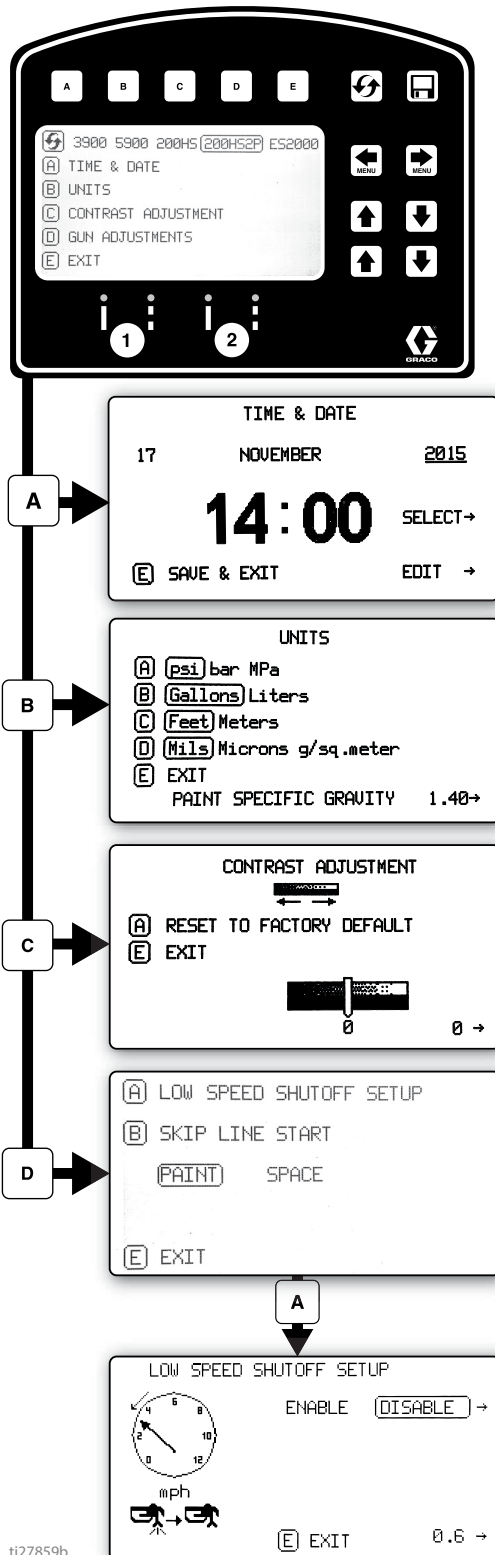 A B C D E
3900 5900 200HS 200HS2P ES2000
A TIME & DATE
B UNITS
C CONTRAST ADJUSTMENT
D GUN ADJUSTMENTS
E EXIT
MENU MENU
1 2
GRACO
A
TIME & DATE
17 NOVEMBER 2015
14:00
SELECT→
E SAVE & EXIT EDIT →
B
UNITS
A psi bar MPa
B Gallons Liters
C Feet Meters
D Mils Microns g/sq.meter
E EXIT
PAINT SPECIFIC GRAVITY 1.40→
C
CONTRAST ADJUSTMENT
A RESET TO FACTORY DEFAULT
E EXIT
0 0 →
D
A LOW SPEED SHUTOFF SETUP
B SKIP LINE START
PAINT SPACE
E EXIT
A
LOW SPEED SHUTOFF SETUP
ENABLE DISABLE →
0 2 4 6 8 10 12
mph
E EXIT 0.6 →
ti27859b